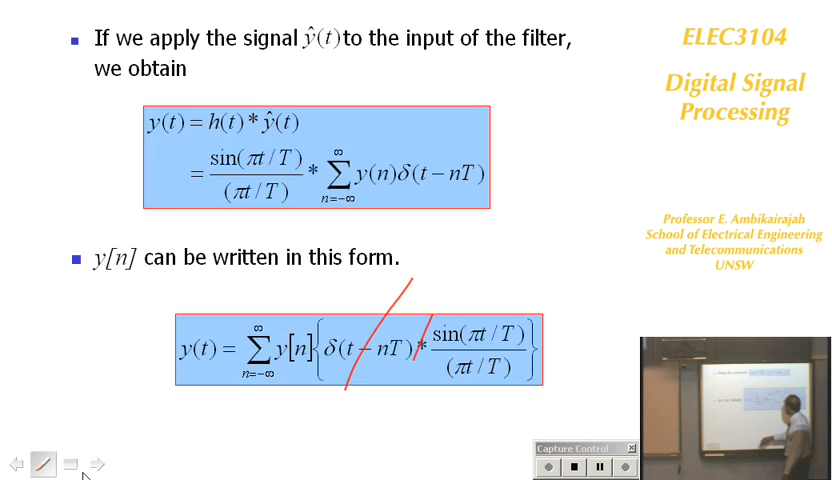 If we apply the signal ŷ(t) to the input of the filter,
we obtain
y(t) = h(t) * ŷ(t)
= sin(πt / T) / (πt / T) * ∑_{n=-∞}^{∞} y(n)δ(t − nT)
y[n] can be written in this form.
y(t) = ∑_{n=-∞}^{∞} y[n]{δ(t − nT) * sin(πt / T) / (πt / T)}
ELEC3104
Digital Signal
Processing
Professor E. Ambikairajah
School of Electrical Engineering
and Telecommunications
UNSW
Capture Control